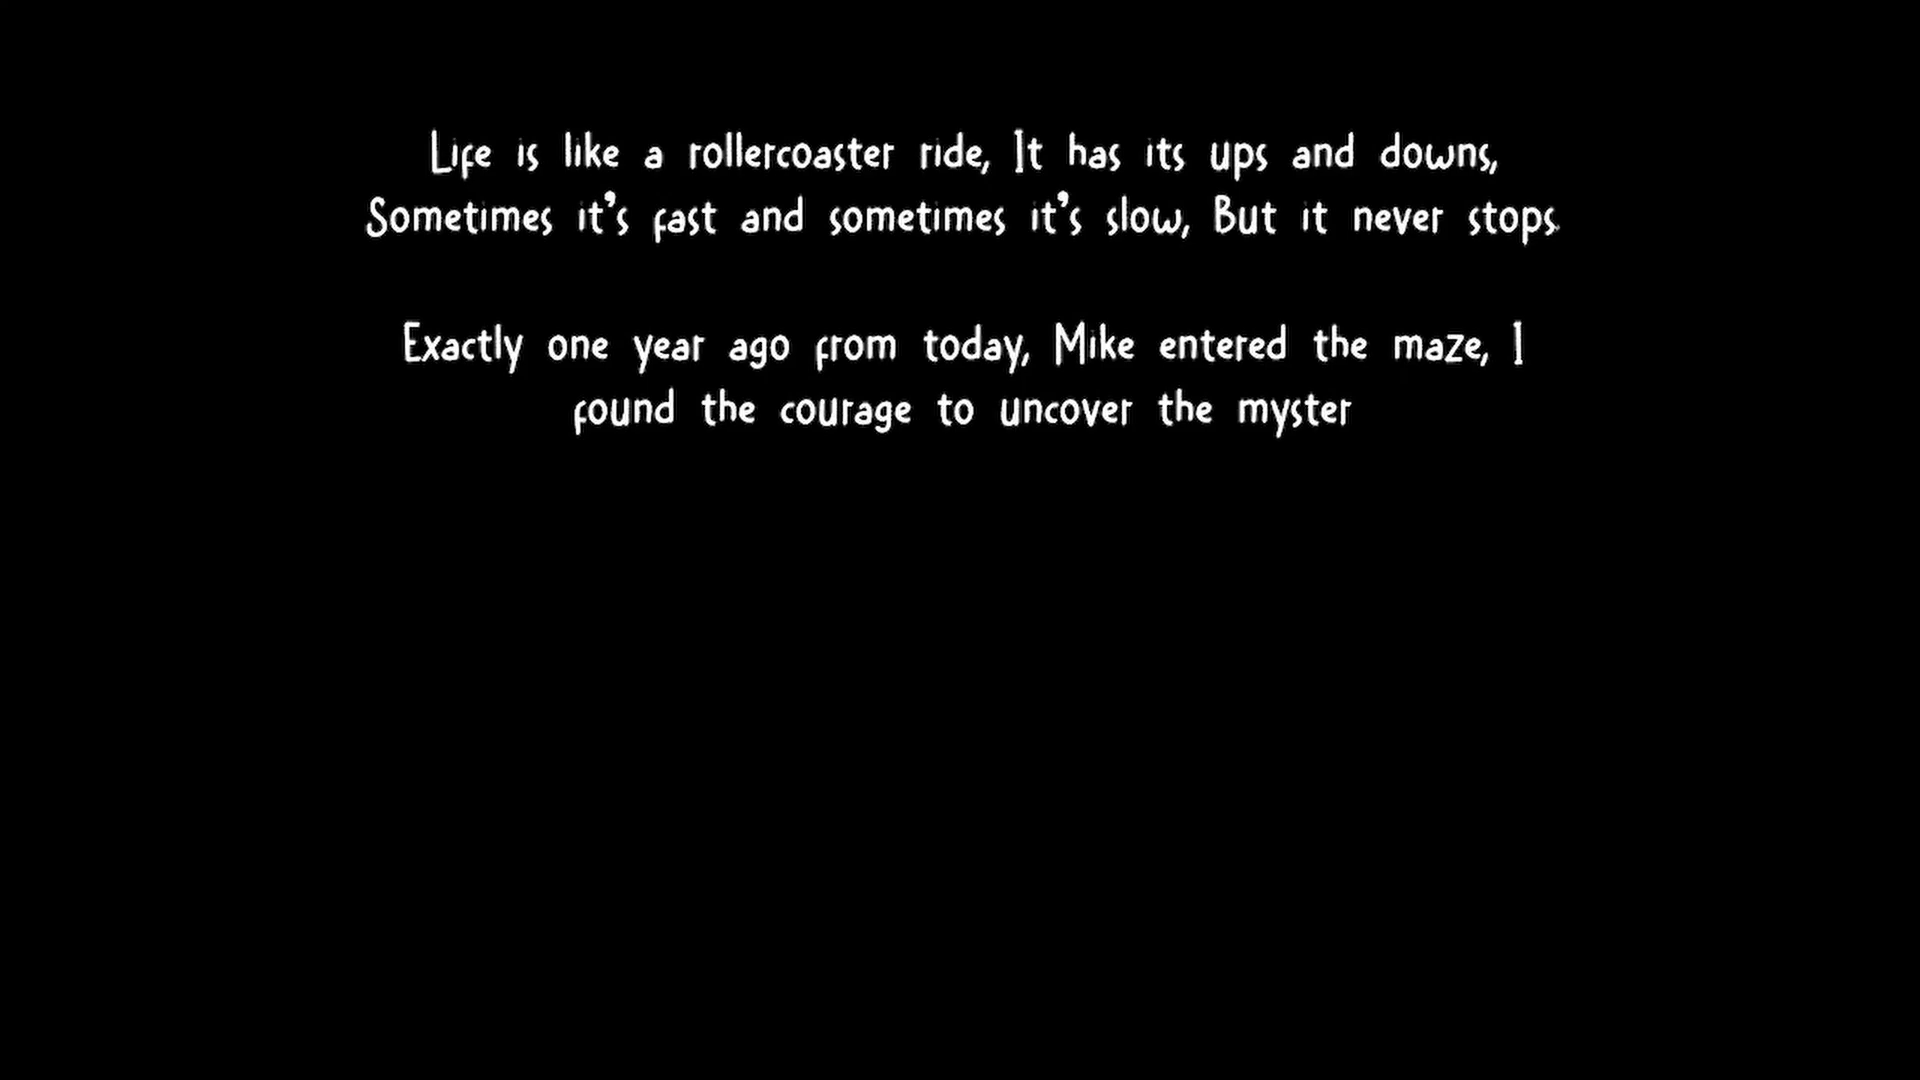 Life is like a rollercoaster ride, It has its ups and downns,
Sometimes it's fast and sometimes it's slow, But it never stops.
Exactly one year ago from today, Mike entered the maze, I
found the courage to uncover the myster